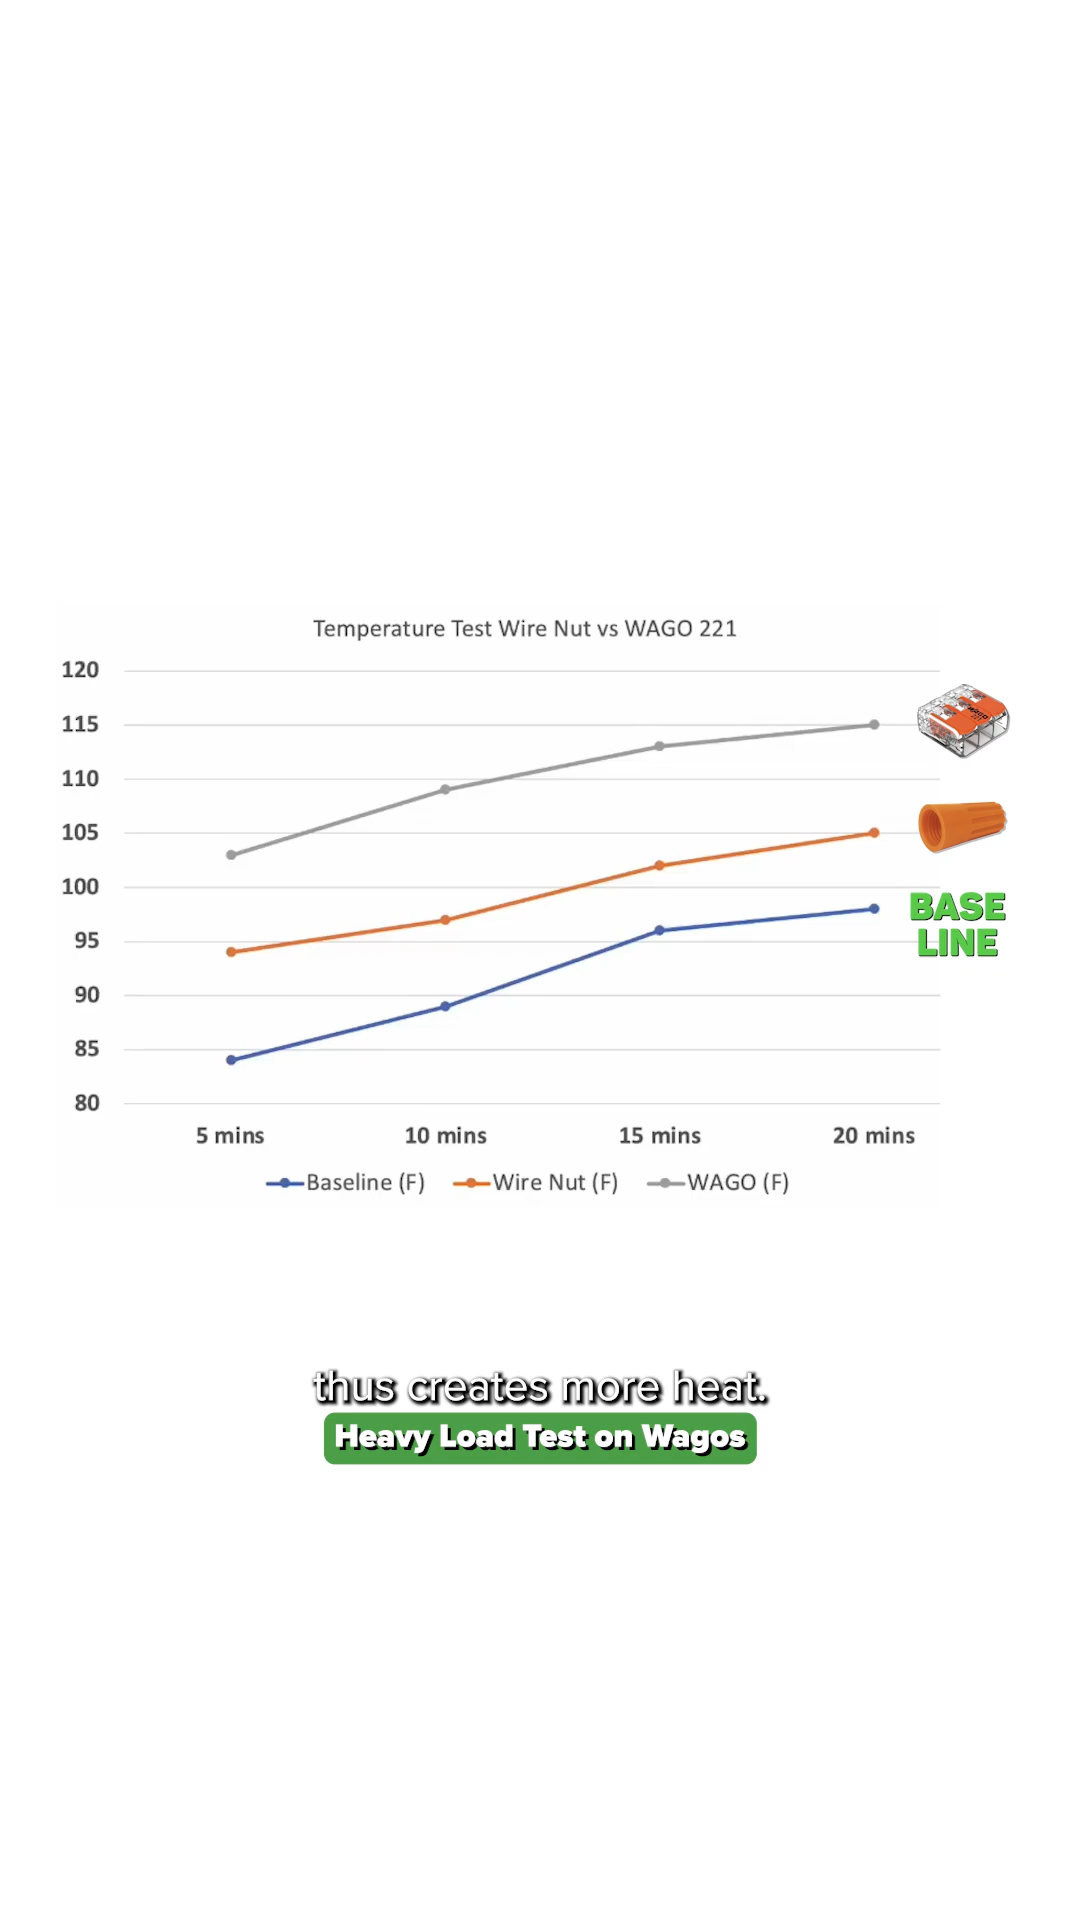 Temperature Test Wire Nut vs WAGO 221
120
115
110
105
100
95
90
85
80
WAGO
BASE
LINE
5 mins 10 mins 15 mins 20 mins
Baseline (F) Wire Nut (F) WAGO (F)
thus creates more heat.
Heavy Load Test on Wagos